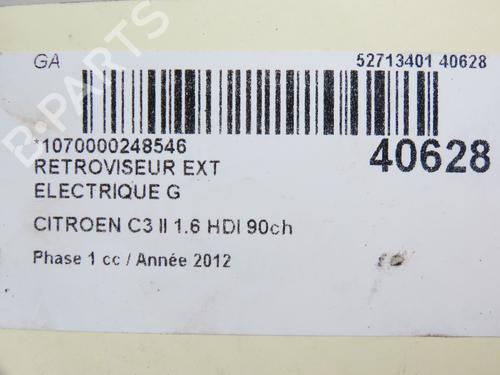 GA
52713401 40628
*1070000248546
40628
RETROVISEUR EXT
ELECTRIQUE G
CITROEN C3 II 1.6 HDI 90ch
Phase 1 cc / Année 2012
B-PARTS